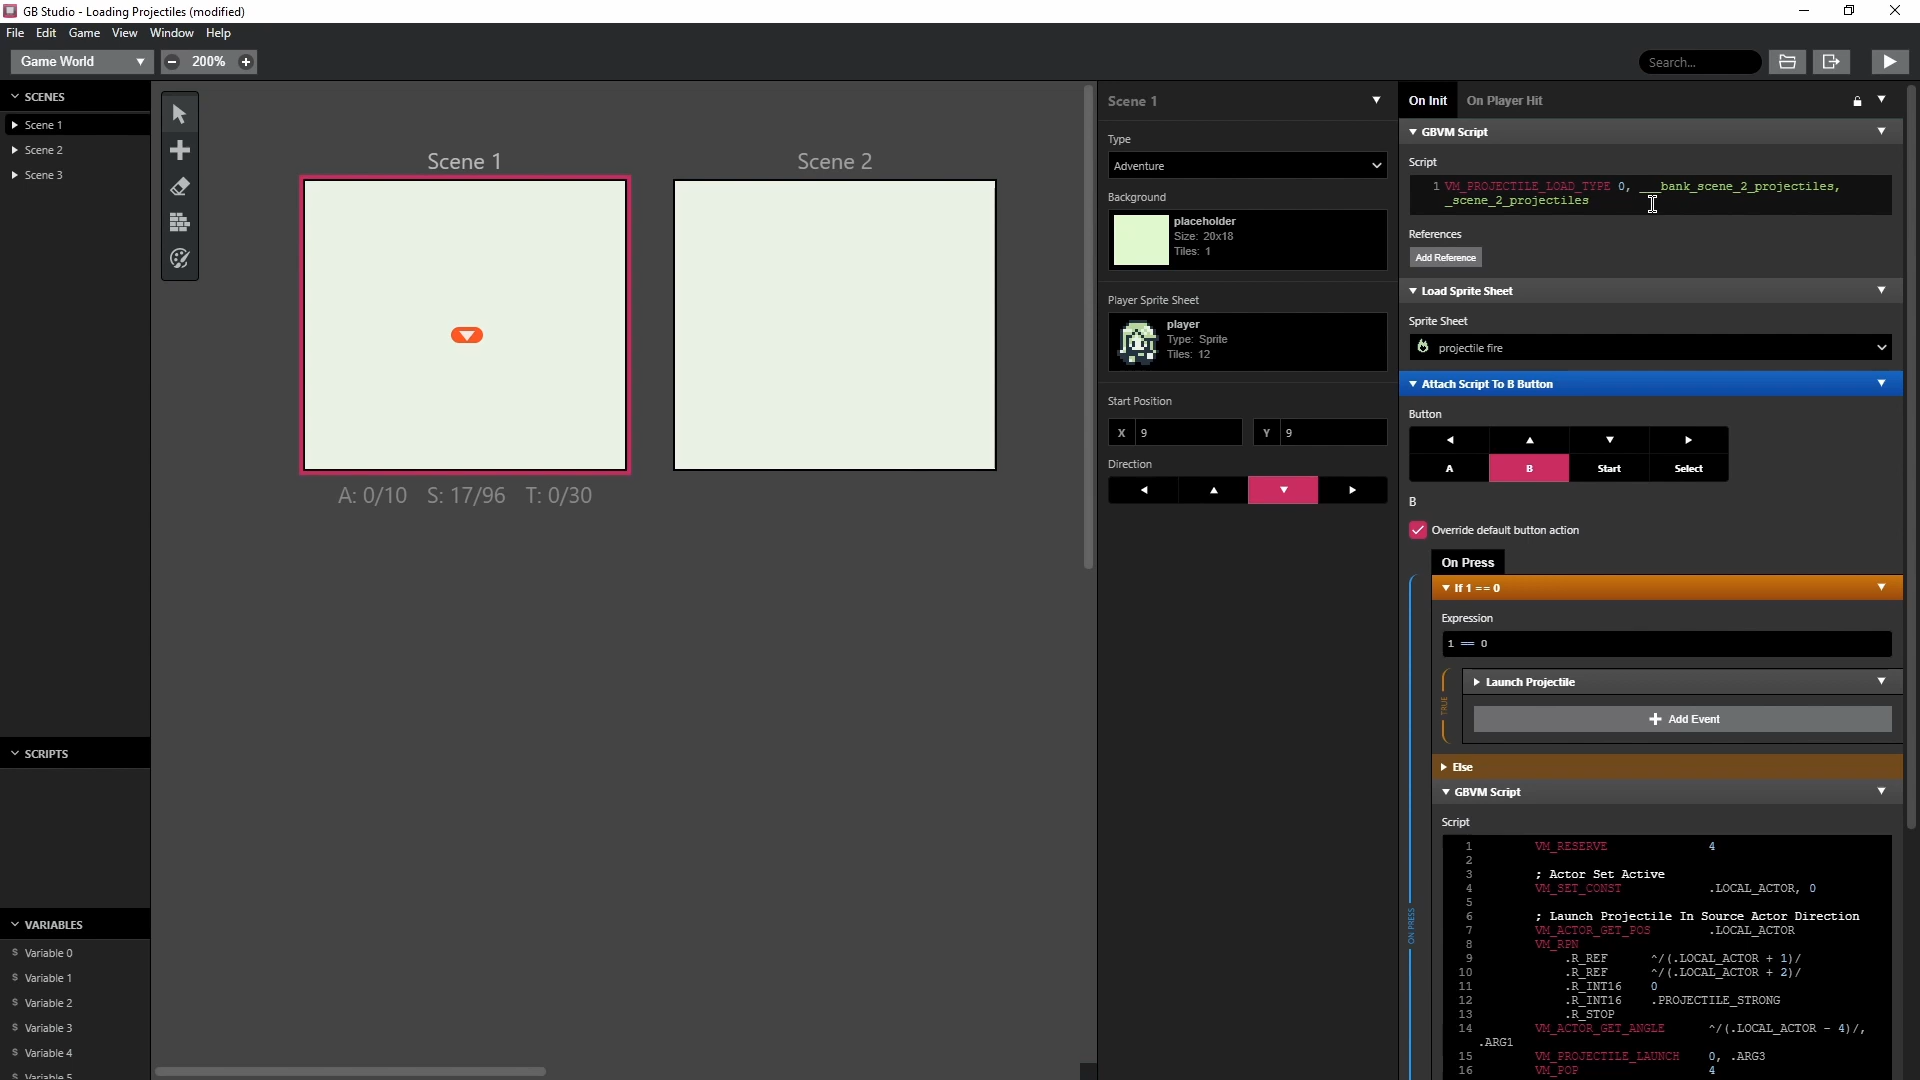 GB Studio - Loading Projectiles (modified)
File Edit Game View Window Help
Game World
200%
Search...
SCENES
Scene 1
Scene 2
Scene 3
SCRIPTS
VARIABLES
$ Variable 0
$ Variable 1
$ Variable 2
$ Variable 3
$ Variable 4
$ Variable 5
Scene 1
A: 0/10 S: 17/96 T: 0/30
Scene 2
Scene 1
Type
Adventure
Background
placeholder
Size: 20x18
Tiles: 1
Player Sprite Sheet
player
Type: Sprite
Tiles: 12
Start Position
X 9
Y 9
Direction
On Init On Player Hit
GBVM Script
Script
1 VM_PROJECTILE_LOAD_TYPE 0, ___bank_scene_2_projectiles,
_scene_2_projectiles
References
Add Reference
Load Sprite Sheet
Sprite Sheet
projectile fire
Attach Script To B Button
Button
A B Start Select
B
Override default button action
On Press
If 1 == 0
Expression
1 == 0
TRUE
Launch Projectile
Add Event
Else
GBVM Script
Script
ON PRESS
1 VM_RESERVE 4
2
3 ; Actor Set Active
4 VM_SET_CONST .LOCAL_ACTOR, 0
5
6 ; Launch Projectile In Source Actor Direction
7 VM_ACTOR_GET_POS .LOCAL_ACTOR
8 VM_RPN
9 .R_REF ^/(.LOCAL_ACTOR + 1)/
10 .R_REF ^/(.LOCAL_ACTOR + 2)/
11 .R_INT16 0
12 .R_INT16 .PROJECTILE_STRONG
13 .R_STOP
14 VM_ACTOR_GET_ANGLE ^/(.LOCAL_ACTOR - 4)/,
.ARG1
15 VM_PROJECTILE_LAUNCH 0, .ARG3
16 VM_POP 4